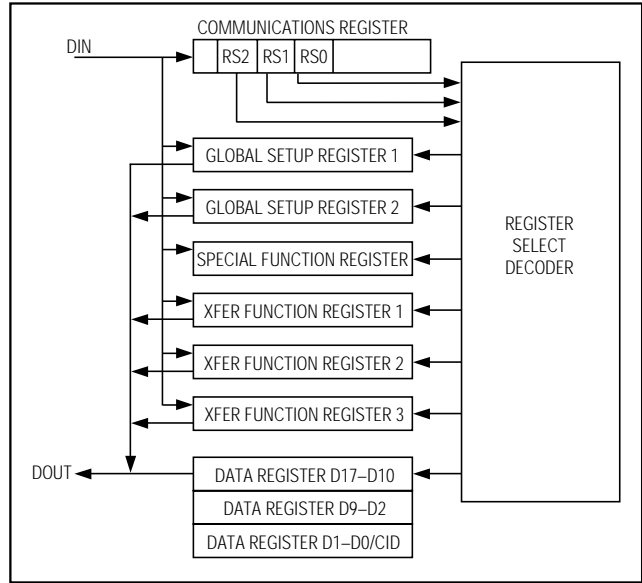 COMMUNICATIONS REGISTER
DIN
RS2 RS1 RS0
GLOBAL SETUP REGISTER 1
GLOBAL SETUP REGISTER 2
SPECIAL FUNCTION REGISTER
XFER FUNCTION REGISTER 1
XFER FUNCTION REGISTER 2
XFER FUNCTION REGISTER 3
REGISTER
SELECT
DECODER
DOUT
DATA REGISTER D17–D10
DATA REGISTER D9–D2
DATA REGISTER D1–D0/CID